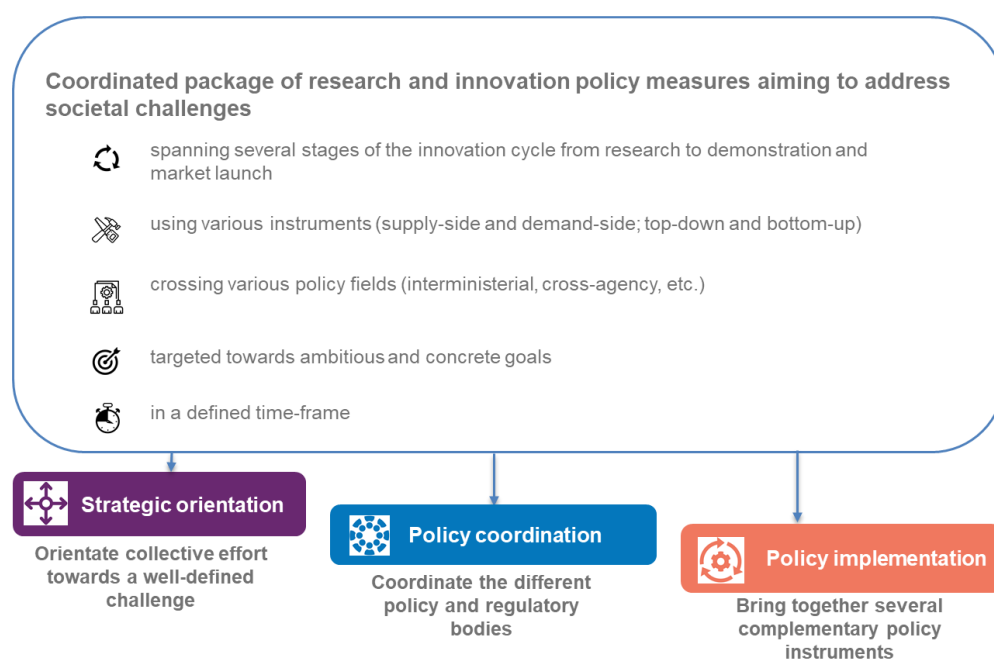 Coordinated package of research and innovation policy measures aiming to address
societal challenges
spanning several stages of the innovation cycle from research to demonstration and
market launch
using various instruments (supply-side and demand-side; top-down and bottom-up)
crossing various policy fields (interministerial, cross-agency, etc.)
targeted towards ambitious and concrete goals
in a defined time-frame
Strategic orientation
Orientate collective effort
towards a well-defined
challenge
Policy coordination
Coordinate the different
policy and regulatory
bodies
Policy implementation
Bring together several
complementary policy
instruments